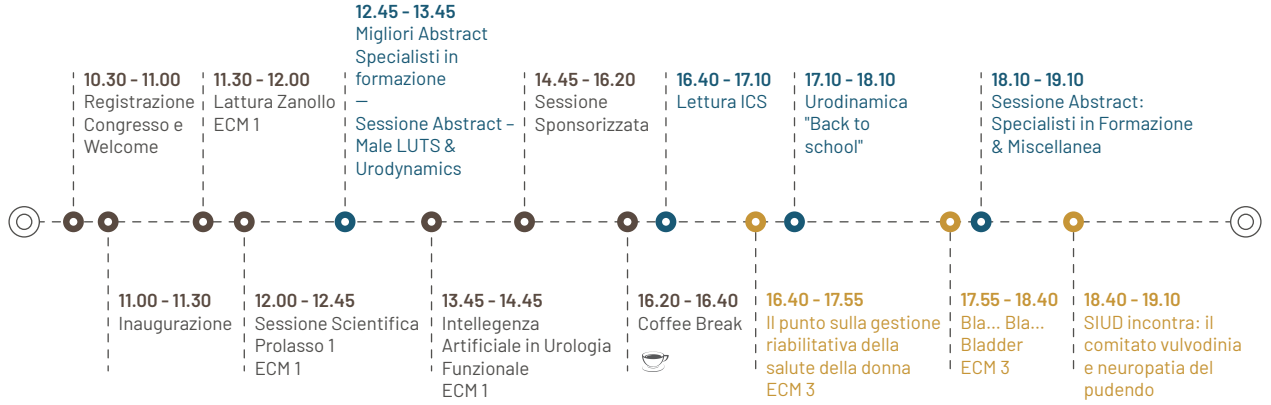 12.45 - 13.45
Migliori Abstract
Specialisti in
formazione
—
Sessione Abstract –
Male LUTS &
Urodynamics
10.30 - 11.00
Registrazione
Congresso e
Welcome
11.30 - 12.00
Lattura Zanollo
ECM 1
14.45 - 16.20
Sessione
Sponsorizzata
16.40 - 17.10
Lettura ICS
17.10 - 18.10
Urodinamica
"Back to
school"
18.10 - 19.10
Sessione Abstract:
Specialisti in Formazione
& Miscellanea
11.00 - 11.30
Inaugurazione
12.00 - 12.45
Sessione Scientifica
Prolasso 1
ECM 1
13.45 - 14.45
Intellegenza
Artificiale in Urologia
Funzionale
ECM 1
16.20 - 16.40
Coffee Break
16.40 - 17.55
Il punto sulla gestione
riabilitativa della
salute della donna
ECM 3
17.55 - 18.40
Bla... Bla...
Bladder
ECM 3
18.40 - 19.10
SIUD incontra: il
comitato vulvodinia
e neuropatia del
pudendo